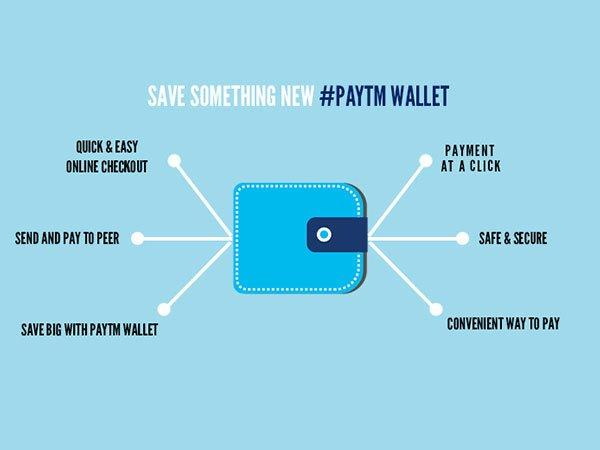 SAVE SOMETHING NEW #PAYTM WALLET
QUICK & EASY
ONLINE CHECKOUT
PAYMENT
AT A CLICK
SEND AND PAY TO PEER
SAFE & SECURE
SAVE BIG WITH PAYTM WALLET
CONVENIENT WAY TO PAY